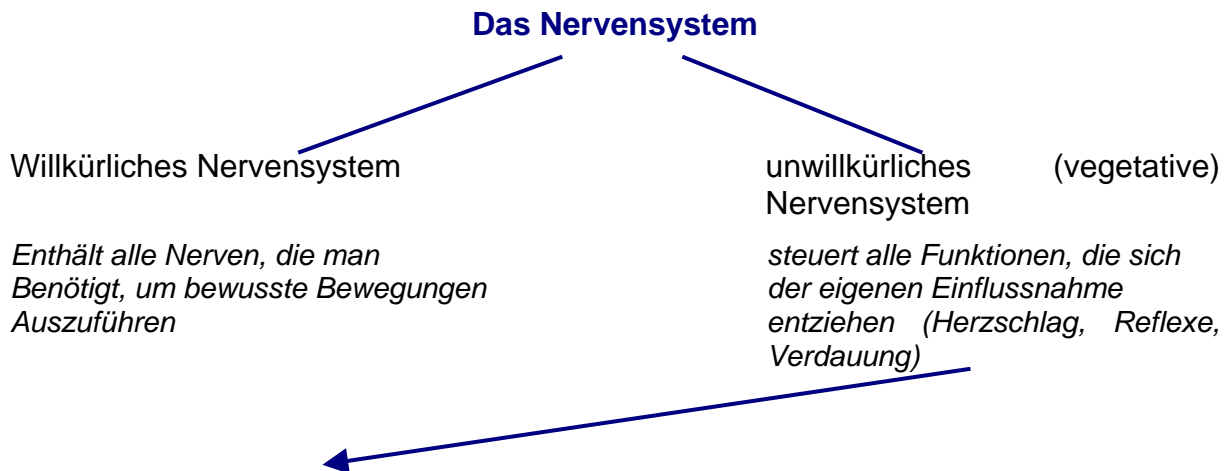 Das Nervensystem
Willkürliches Nervensystem
unwillkürliches (vegetative)
Nervensystem
Enthält alle Nerven, die man
Benötigt, um bewusste Bewegungen
Auszuführen
steuert alle Funktionen, die sich
der eigenen Einflussnahme
entziehen (Herzschlag, Reflexe,
Verdauung)